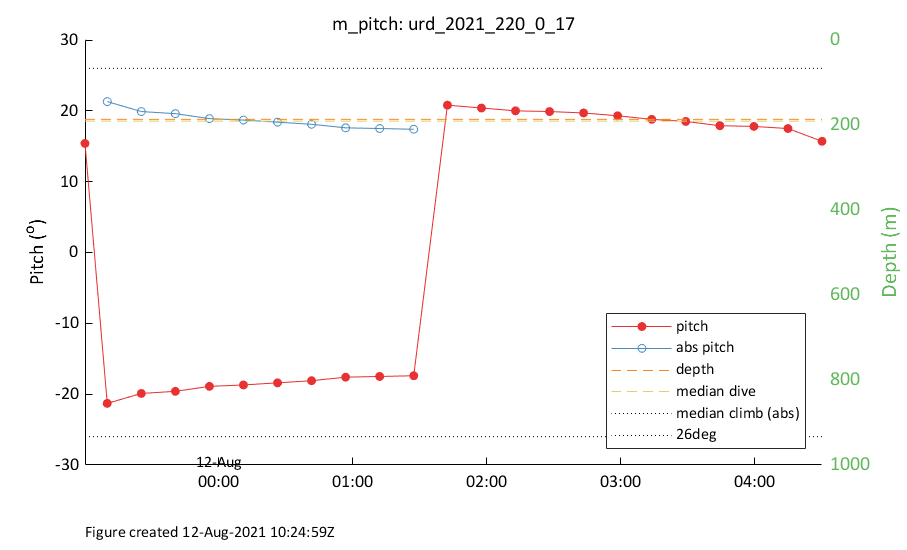 m_pitch: urd_2021_220_0_17
30
20
10
0
-10
-20
-30
Pitch (º)
0
200
400
600
800
1000
Depth (m)
pitch
abs pitch
depth
median dive
median climb (abs)
26deg
12-Aug
00:00
01:00
02:00
03:00
04:00
Figure created 12-Aug-2021 10:24:59Z